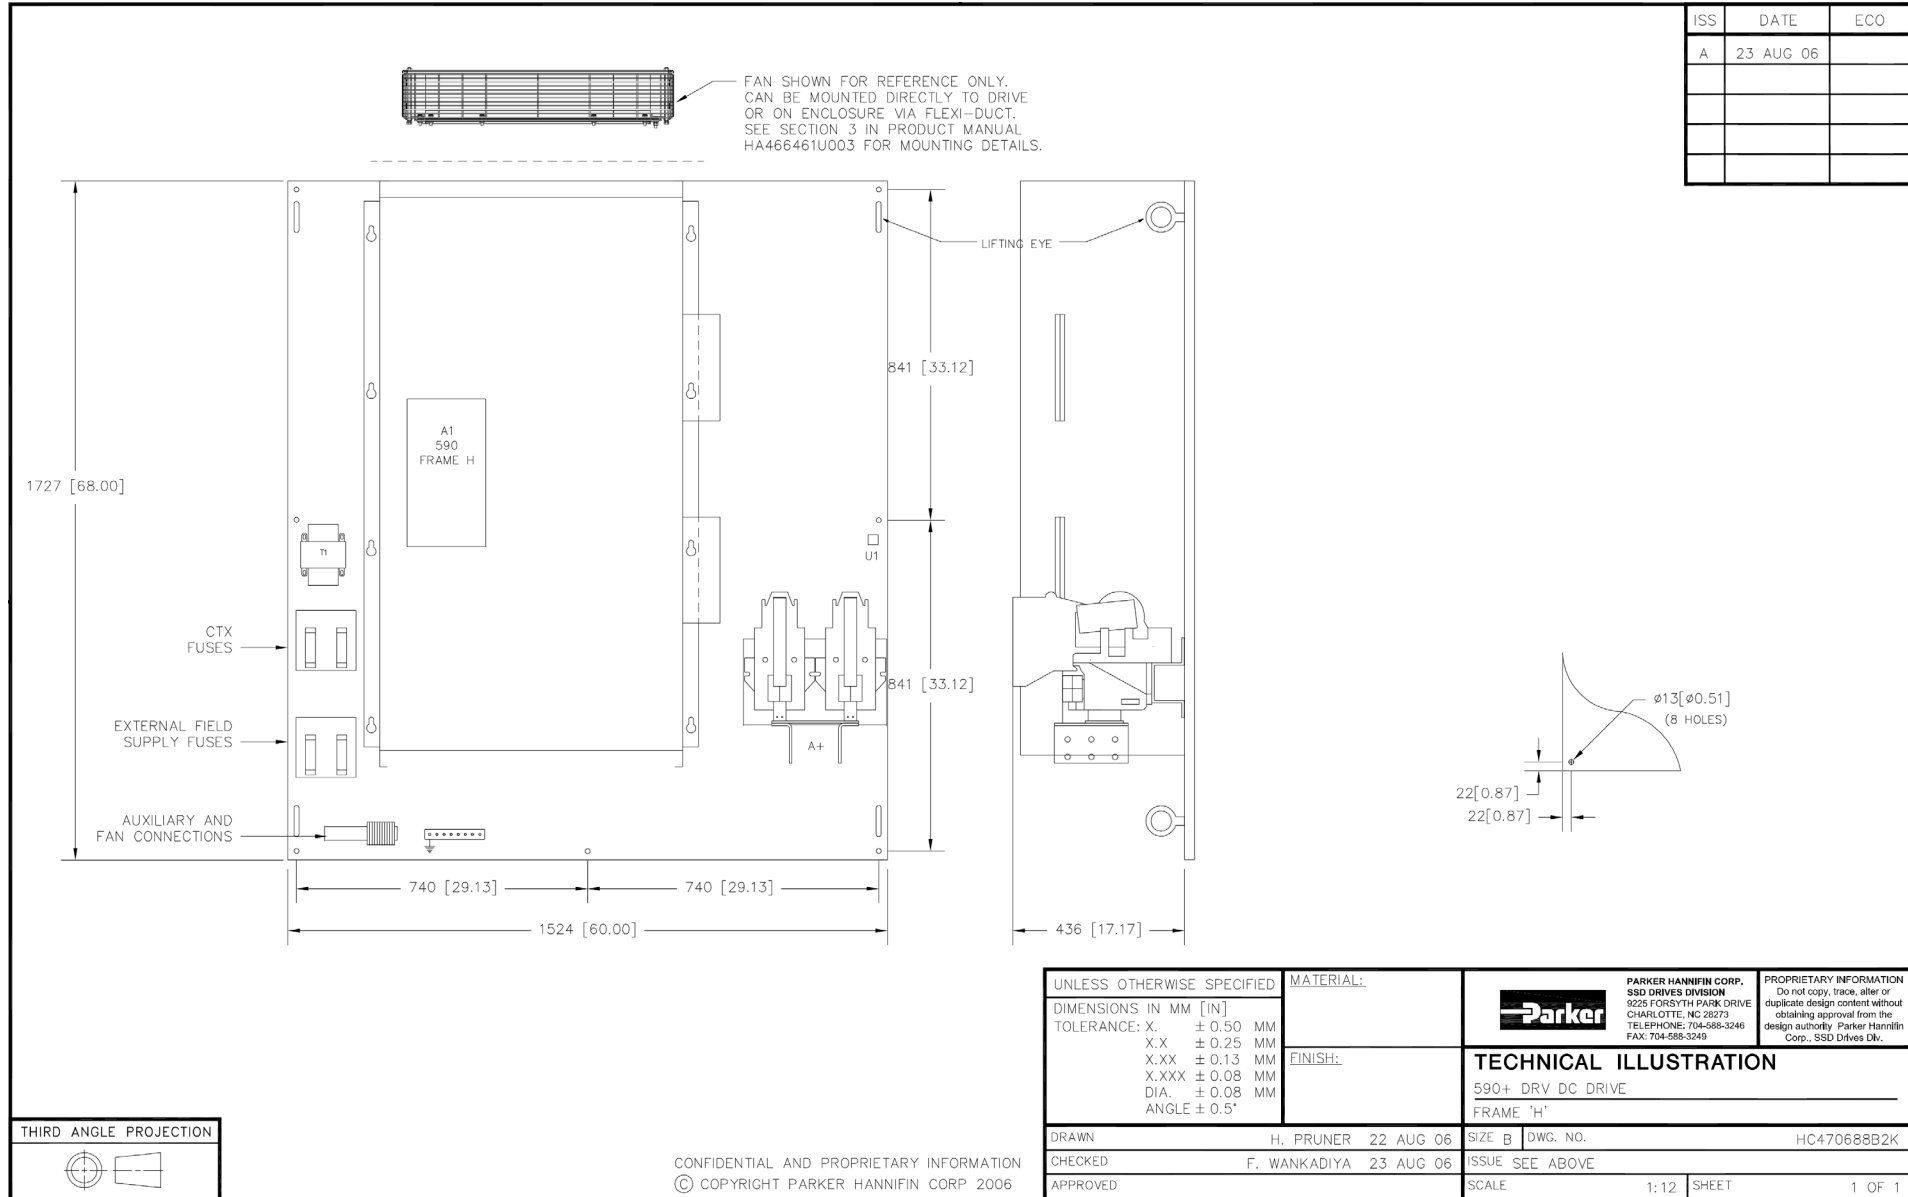 ISS DATE ECO
A 23 AUG 06
FAN SHOWN FOR REFERENCE ONLY.
CAN BE MOUNTED DIRECTLY TO DRIVE
OR ON ENCLOSURE VIA FLEXI-DUCT.
SEE SECTION 3 IN PRODUCT MANUAL
HA466461U003 FOR MOUNTING DETAILS.
LIFTING EYE
841 [33.12]
A1
590
FRAME H
1727 [68.00]
T1
U1
CTX
FUSES
841 [33.12]
EXTERNAL FIELD
SUPPLY FUSES
A+
ø13[ø0.51]
(8 HOLES)
22[0.87]
22[0.87]
AUXILIARY AND
FAN CONNECTIONS
740 [29.13]
740 [29.13]
1524 [60.00]
436 [17.17]
UNLESS OTHERWISE SPECIFIED
DIMENSIONS IN MM [IN]
TOLERANCE: X. ± 0.50 MM
X.X ± 0.25 MM
X.XX ± 0.13 MM
X.XXX ± 0.08 MM
DIA. ± 0.08 MM
ANGLE ± 0.5°
MATERIAL:
FINISH:
Parker
PARKER HANNIFIN CORP.
SSD DRIVES DIVISION
9225 FORSYTH PARK DRIVE
CHARLOTTE, NC 28273
TELEPHONE: 704-588-3246
FAX: 704-588-3249
PROPRIETARY INFORMATION
Do not copy, trace, alter or
duplicate design content without
obtaining approval from the
design authority Parker Hannifin
Corp., SSD Drives Div.
TECHNICAL ILLUSTRATION
590+ DRV DC DRIVE
FRAME 'H'
DRAWN H. PRUNER 22 AUG 06
SIZE B DWG. NO. HC470688B2K
CHECKED F. WANKADIYA 23 AUG 06
ISSUE SEE ABOVE
APPROVED
SCALE 1:12 SHEET 1 OF 1
THIRD ANGLE PROJECTION
CONFIDENTIAL AND PROPRIETARY INFORMATION
© COPYRIGHT PARKER HANNIFIN CORP 2006